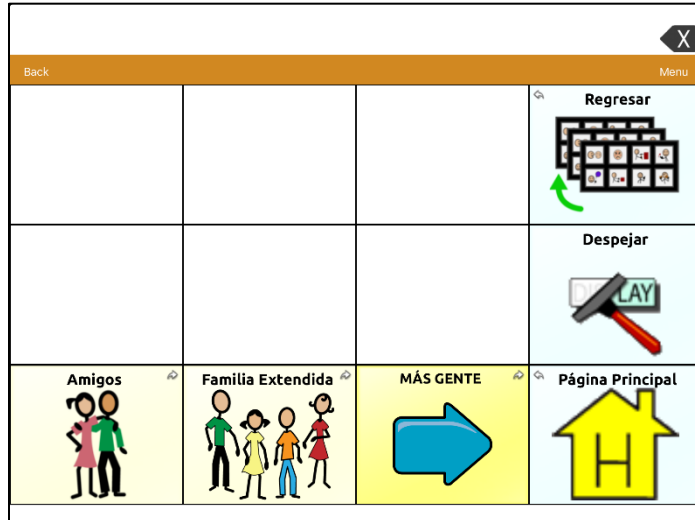 X
Back
Menu
Regresar
Despejar
DISPLAY
Amigos
Familia Extendida
MÁS GENTE
Página Principal
H